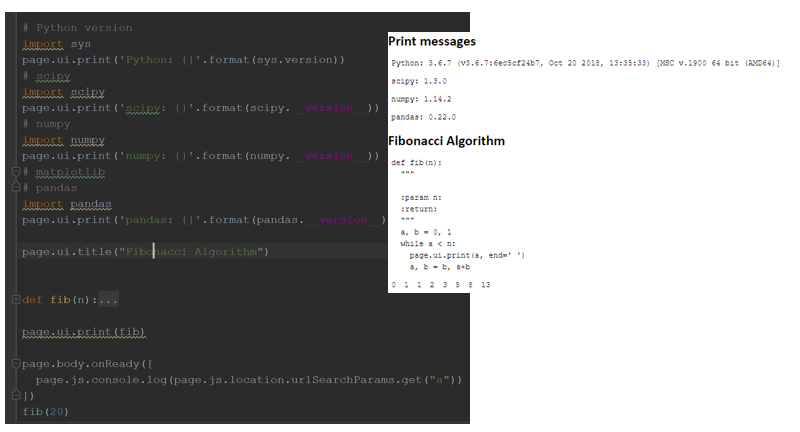 # Python version
import sys
page.ui.print('Python: {}'.format(sys.version))
# scipy
import scipy
page.ui.print('scipy: {}'.format(scipy.__version__))
# numpy
import numpy
page.ui.print('numpy: {}'.format(numpy.__version__))
# matplotlib
# pandas
import pandas
page.ui.print('pandas: {}'.format(pandas.__version__)
page.ui.title("Fibonacci Algorithm")
def fib(n):...
page.ui.print(fib)
page.body.onReady([
page.js.console.log(page.js.location.urlSearchParams.get("a"))
])
fib(20)
Print messages
Python: 3.6.7 (v3.6.7:6ec5cf24b7, Oct 20 2018, 13:35:33) [MSC v.1900 64 bit (AMD64)]
scipy: 1.3.0
numpy: 1.14.2
pandas: 0.22.0
Fibonacci Algorithm
def fib(n):
"""
:param n:
:return:
"""
a, b = 0, 1
while a < n:
page.ui.print(a, end=' ')
a, b = b, a+b
0 1 1 2 3 5 8 13